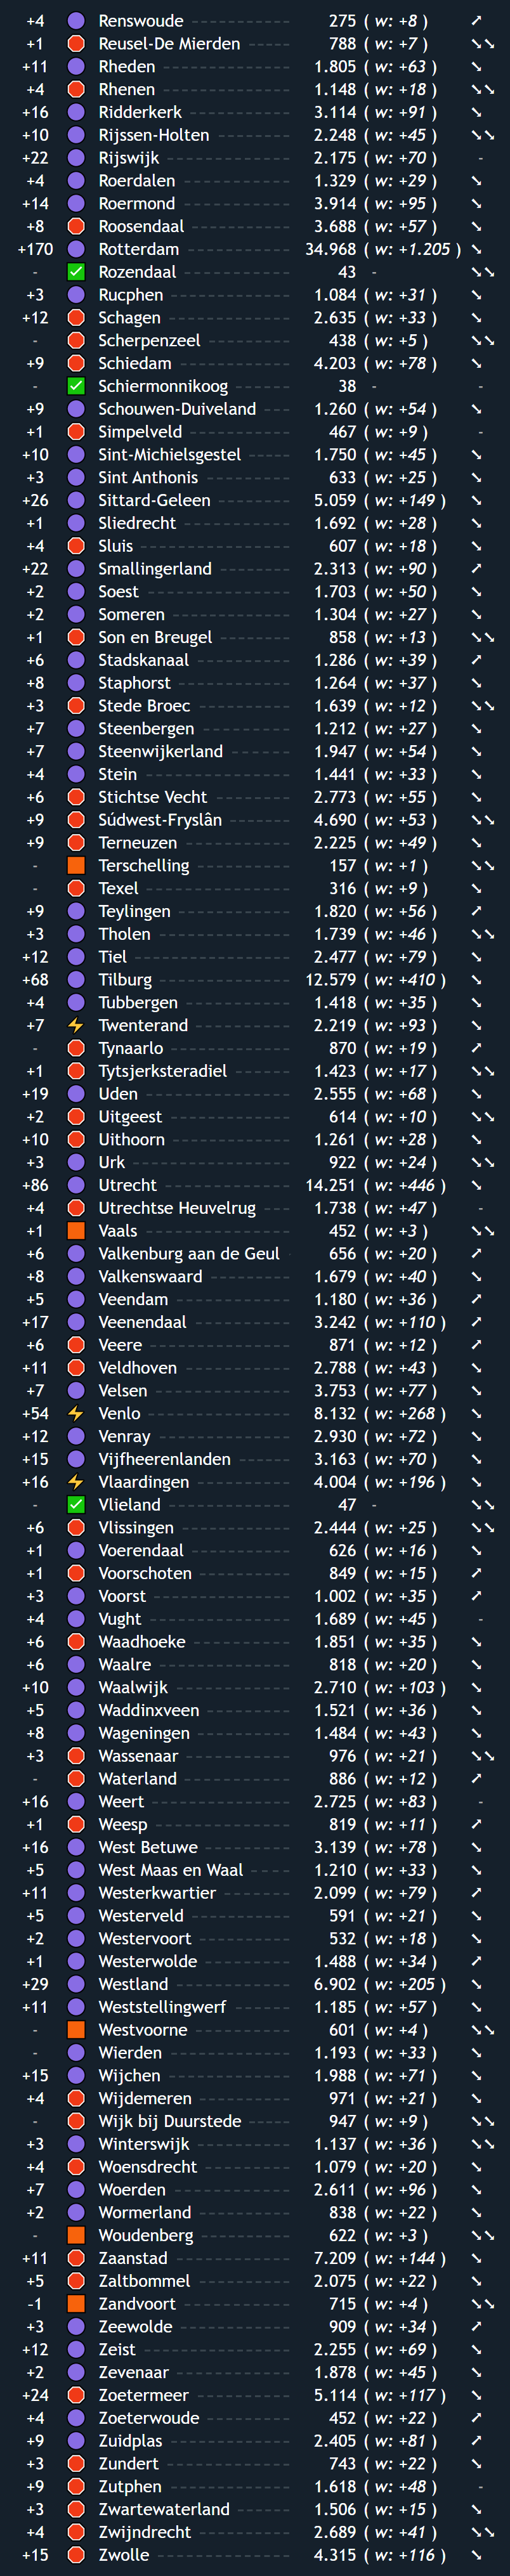 +4 Renswoude 275 ( w: +8 ) ➚
+1 Reusel-De Mierden 788 ( w: +7 ) ➘➘
+11 Rheden 1.805 ( w: +63 ) ➘
+4 Rhenen 1.148 ( w: +18 ) ➘➘
+16 Ridderkerk 3.114 ( w: +91 ) ➘
+10 Rijssen-Holten 2.248 ( w: +45 ) ➘➘
+22 Rijswijk 2.175 ( w: +70 ) -
+4 Roerdalen 1.329 ( w: +29 ) ➘
+14 Roermond 3.914 ( w: +95 ) ➘
+8 Roosendaal 3.688 ( w: +57 ) ➘
+170 Rotterdam 34.968 ( w: +1.205 ) ➘
- Rozendaal 43 - ➘➘
+3 Rucphen 1.084 ( w: +31 ) ➘
+12 Schagen 2.635 ( w: +33 ) ➘
- Scherpenzeel 438 ( w: +5 ) ➘➘
+9 Schiedam 4.203 ( w: +78 ) ➘
- Schiermonnikoog 38 - -
+9 Schouwen-Duiveland 1.260 ( w: +54 ) ➘
+1 Simpelveld 467 ( w: +9 ) -
+10 Sint-Michielsgestel 1.750 ( w: +45 ) ➘
+3 Sint Anthonis 633 ( w: +25 ) ➘
+26 Sittard-Geleen 5.059 ( w: +149 ) ➘
+1 Sliedrecht 1.692 ( w: +28 ) ➘
+4 Sluis 607 ( w: +18 ) ➘
+22 Smallingerland 2.313 ( w: +90 ) ➚
+2 Soest 1.703 ( w: +50 ) ➘
+2 Someren 1.304 ( w: +27 ) ➘
+1 Son en Breugel 858 ( w: +13 ) ➘➘
+6 Stadskanaal 1.286 ( w: +39 ) ➚
+8 Staphorst 1.264 ( w: +37 ) ➘
+3 Stede Broec 1.639 ( w: +12 ) ➘➘
+7 Steenbergen 1.212 ( w: +27 ) ➘
+7 Steenwijkerland 1.947 ( w: +54 ) ➘
+4 Stein 1.441 ( w: +33 ) ➘
+6 Stichtse Vecht 2.773 ( w: +55 ) ➘
+9 Súdwest-Fryslân 4.690 ( w: +53 ) ➘➘
+9 Terneuzen 2.225 ( w: +49 ) ➘
- Terschelling 157 ( w: +1 ) ➘➘
- Texel 316 ( w: +9 ) ➘
+9 Teylingen 1.820 ( w: +56 ) ➚
+3 Tholen 1.739 ( w: +46 ) ➘➘
+12 Tiel 2.477 ( w: +79 ) ➘
+68 Tilburg 12.579 ( w: +410 ) ➘
+4 Tubbergen 1.418 ( w: +35 ) ➘
+7 Twenterand 2.219 ( w: +93 ) ➘
- Tynaarlo 870 ( w: +19 ) ➚
+1 Tytsjerksteradiel 1.423 ( w: +17 ) ➘➘
+19 Uden 2.555 ( w: +68 ) ➘
+2 Uitgeest 614 ( w: +10 ) ➘➘
+10 Uithoorn 1.261 ( w: +28 ) ➘
+3 Urk 922 ( w: +24 ) ➘➘
+86 Utrecht 14.251 ( w: +446 ) ➘
+4 Utrechtse Heuvelrug 1.738 ( w: +47 ) -
+1 Vaals 452 ( w: +3 ) ➘➘
+6 Valkenburg aan de Geul 656 ( w: +20 ) ➚
+8 Valkenswaard 1.679 ( w: +40 ) ➘
+5 Veendam 1.180 ( w: +36 ) ➚
+17 Veenendaal 3.242 ( w: +110 ) ➚
+6 Veere 871 ( w: +12 ) ➚
+11 Veldhoven 2.788 ( w: +43 ) ➘
+7 Velsen 3.753 ( w: +77 ) ➘
+54 Venlo 8.132 ( w: +268 ) ➘
+12 Venray 2.930 ( w: +72 ) ➘
+15 Vijfheerenlanden 3.163 ( w: +70 ) ➘
+16 Vlaardingen 4.004 ( w: +196 ) ➘
- Vlieland 47 - ➘➘
+6 Vlissingen 2.444 ( w: +25 ) ➘➘
+1 Voerendaal 626 ( w: +16 ) ➘
+1 Voorschoten 849 ( w: +15 ) ➚
+3 Voorst 1.002 ( w: +35 ) ➚
+4 Vught 1.689 ( w: +45 ) -
+6 Waadhoeke 1.851 ( w: +35 ) ➘
+6 Waalre 818 ( w: +20 ) ➘
+10 Waalwijk 2.710 ( w: +103 ) ➘
+5 Waddinxveen 1.521 ( w: +36 ) ➘
+8 Wageningen 1.484 ( w: +43 ) ➘
+3 Wassenaar 976 ( w: +21 ) ➘➘
- Waterland 886 ( w: +12 ) ➚
+16 Weert 2.725 ( w: +83 ) -
+1 Weesp 819 ( w: +11 ) ➚
+16 West Betuwe 3.139 ( w: +78 ) ➘
+5 West Maas en Waal 1.210 ( w: +33 ) ➘
+11 Westerkwartier 2.099 ( w: +79 ) ➚
+5 Westerveld 591 ( w: +21 ) ➘
+2 Westervoort 532 ( w: +18 ) ➘
+1 Westerwolde 1.488 ( w: +34 ) ➚
+29 Westland 6.902 ( w: +205 ) ➘
+11 Weststellingwerf 1.185 ( w: +57 ) ➘
- Westvoorne 601 ( w: +4 ) ➘➘
- Wierden 1.193 ( w: +33 ) ➘
+15 Wijchen 1.988 ( w: +71 ) ➘
+4 Wijdemeren 971 ( w: +21 ) ➘
- Wijk bij Duurstede 947 ( w: +9 ) ➘➘
+3 Winterswijk 1.137 ( w: +36 ) ➘➘
+4 Woensdrecht 1.079 ( w: +20 ) ➘
+7 Woerden 2.611 ( w: +96 ) ➘
+2 Wormerland 838 ( w: +22 ) ➘
- Woudenberg 622 ( w: +3 ) ➘➘
+11 Zaanstad 7.209 ( w: +144 ) ➘
+5 Zaltbommel 2.075 ( w: +22 ) ➘
-1 Zandvoort 715 ( w: +4 ) ➘➘
+3 Zeewolde 909 ( w: +34 ) ➚
+12 Zeist 2.255 ( w: +69 ) ➘
+2 Zevenaar 1.878 ( w: +45 ) ➘
+24 Zoetermeer 5.114 ( w: +117 ) ➘
+4 Zoeterwoude 452 ( w: +22 ) ➚
+9 Zuidplas 2.405 ( w: +81 ) ➚
+3 Zundert 743 ( w: +22 ) ➘
+9 Zutphen 1.618 ( w: +48 ) -
+3 Zwartewaterland 1.506 ( w: +15 ) ➘
+4 Zwijndrecht 2.689 ( w: +41 ) ➘➘
+15 Zwolle 4.315 ( w: +116 ) ➘